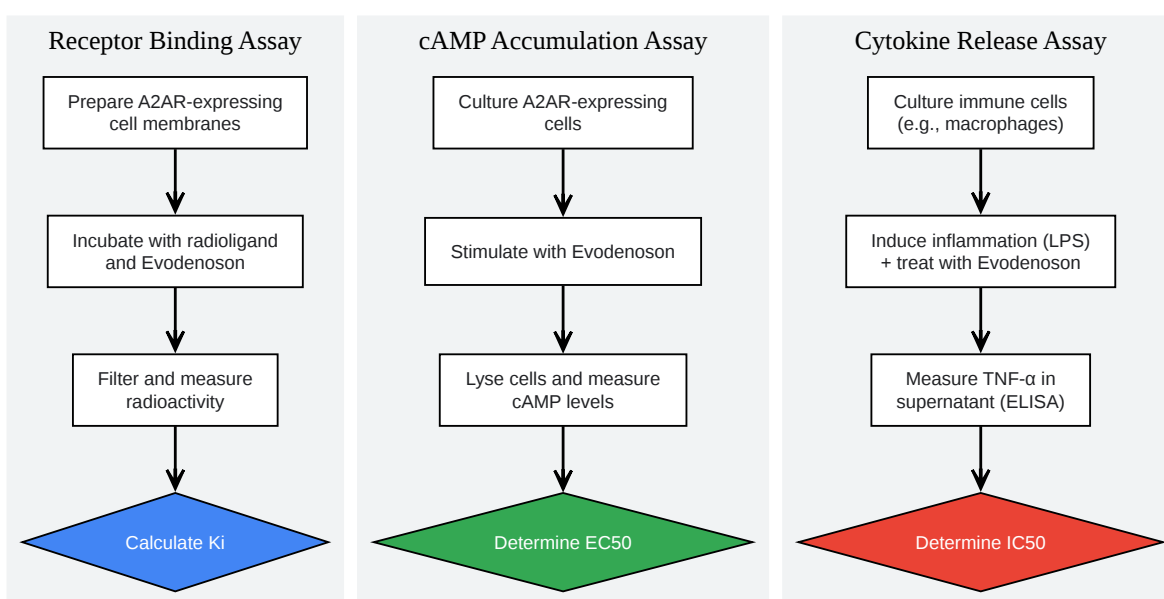 Receptor Binding Assay
Prepare A2AR-expressing
cell membranes
Incubate with radioligand
and Evodenoson
Filter and measure
radioactivity
Calculate Ki
cAMP Accumulation Assay
Culture A2AR-expressing
cells
Stimulate with Evodenoson
Lyse cells and measure
cAMP levels
Determine EC50
Cytokine Release Assay
Culture immune cells
(e.g., macrophages)
Induce inflammation (LPS)
+ treat with Evodenoson
Measure TNF-α in
supernatant (ELISA)
Determine IC50